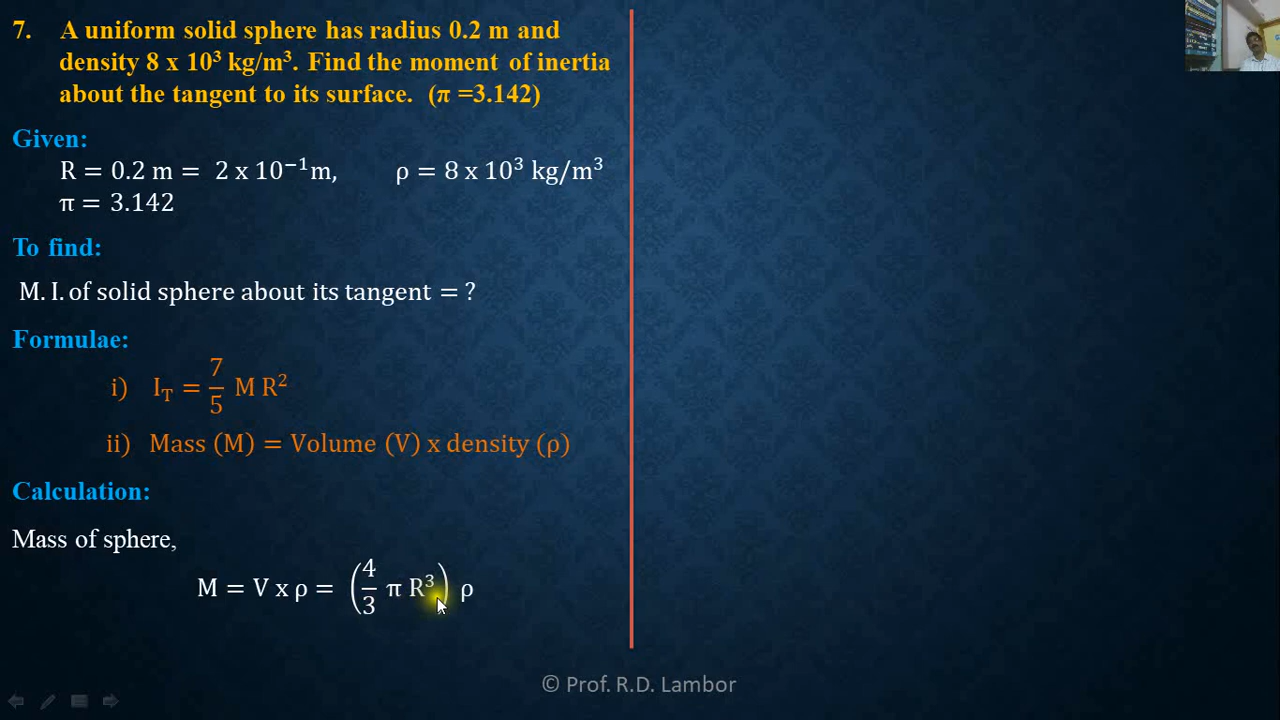 7. A uniform solid sphere has radius 0.2 m and
density 8 x 10³ kg/m³. Find the moment of inertia
about the tangent to its surface. (π =3.142)
Given:
R = 0.2 m = 2 x 10⁻¹m, ρ = 8 x 10³ kg/m³
π = 3.142
To find:
M. I. of solid sphere about its tangent = ?
Formulae:
i) I_T = 7/5 M R²
ii) Mass (M) = Volume (V) x density (ρ)
Calculation:
Mass of sphere,
M = V x ρ = (4/3 π R³) ρ
© Prof. R.D. Lambor